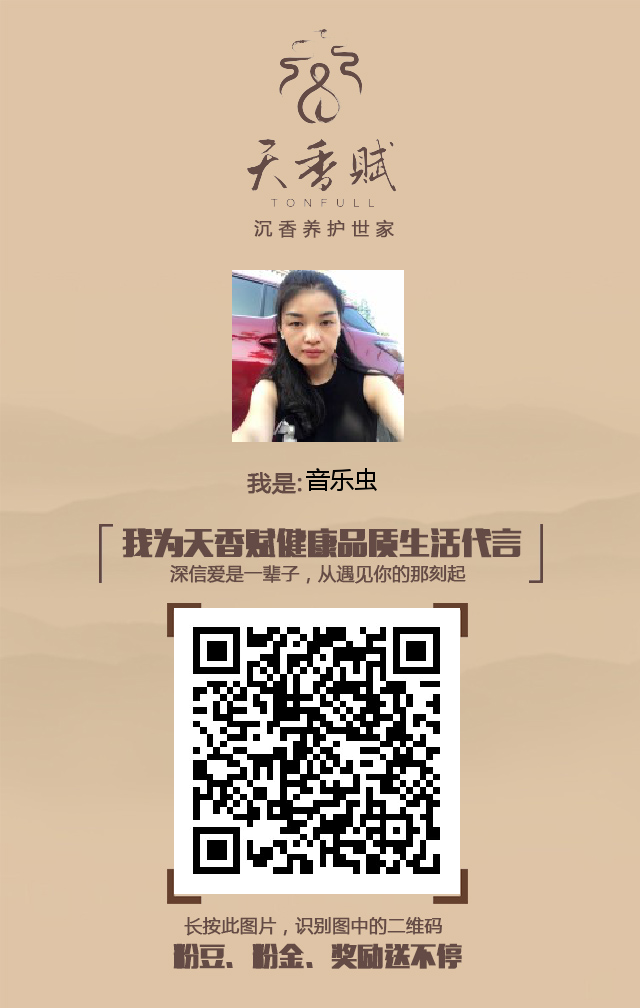 天香赋
TONFULL
沉香养护世家
我是:音乐虫
我为天香赋健康品质生活代言
深信爱是一辈子，从遇见你的那刻起
长按此图片，识别图中的二维码
粉豆、粉金、奖励送不停